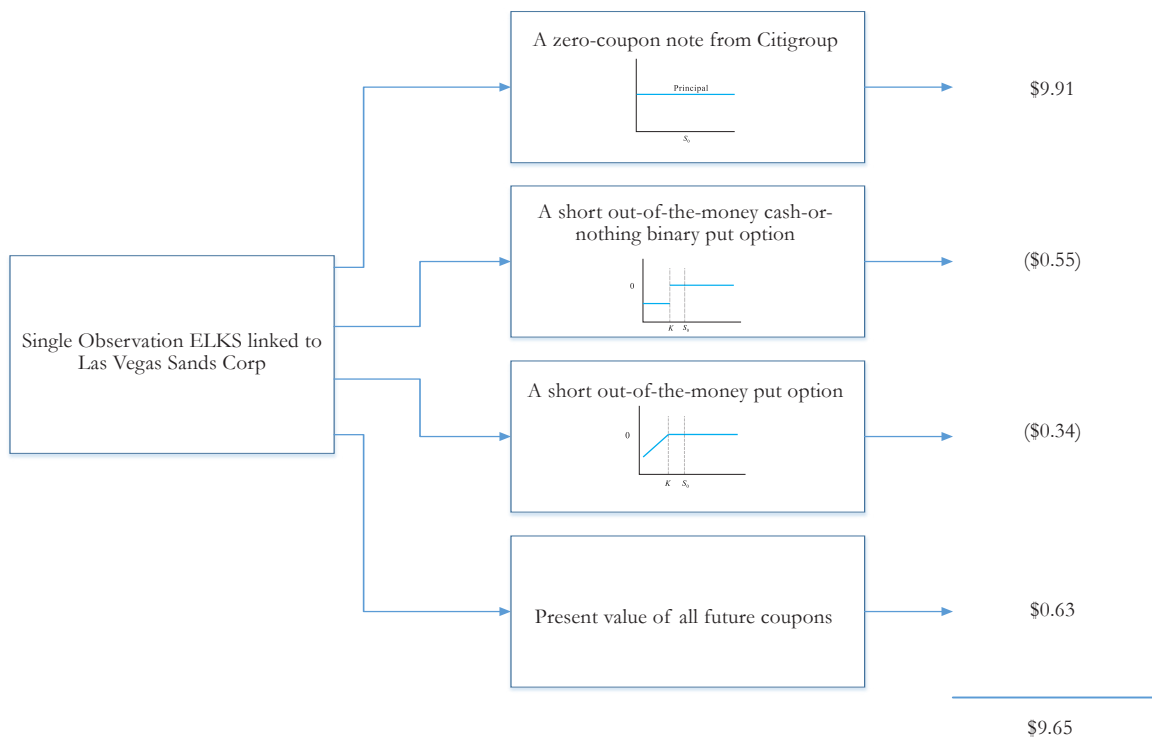 A zero-coupon note from Citigroup
Principal
S₀
$9.91
A short out-of-the-money cash-or-
nothing binary put option
0
K
S₀
($0.55)
Single Observation ELKS linked to
Las Vegas Sands Corp
A short out-of-the-money put option
0
K
S₀
($0.34)
Present value of all future coupons
$0.63
$9.65